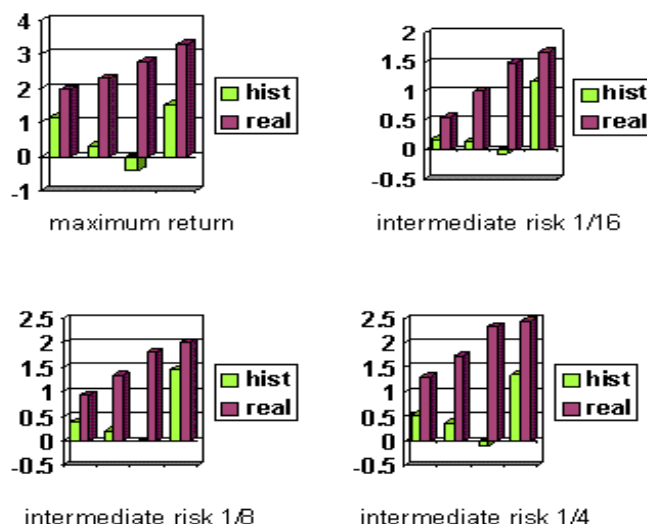 4
3
2
1
0
-1
hist
real
maximum return
2
1.5
1
0.5
0
-0.5
hist
real
intermediate risk 1/16
2.5
2
1.5
1
0.5
0
-0.5
hist
real
intermediate risk 1/8
2.5
2
1.5
1
0.5
0
-0.5
hist
real
intermediate risk 1/4